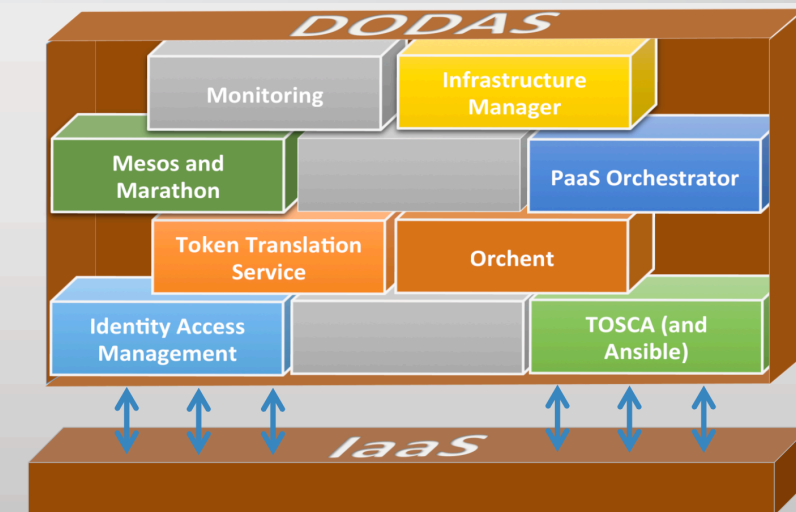 DODAS
Monitoring
Infrastructure
Manager
Mesos and
Marathon
PaaS Orchestrator
Token Translation
Service
Orchent
Identity Access
Management
TOSCA (and
Ansible)
IaaS